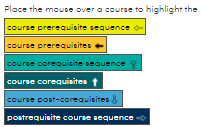 Place the mouse over a course to highlight the
course prerequisite sequence ⇦
course prerequisites ←
course corequisite sequence ⇧
course corequisites ↑
course post-corequisites ⇩
postrequisite course sequence ⇨